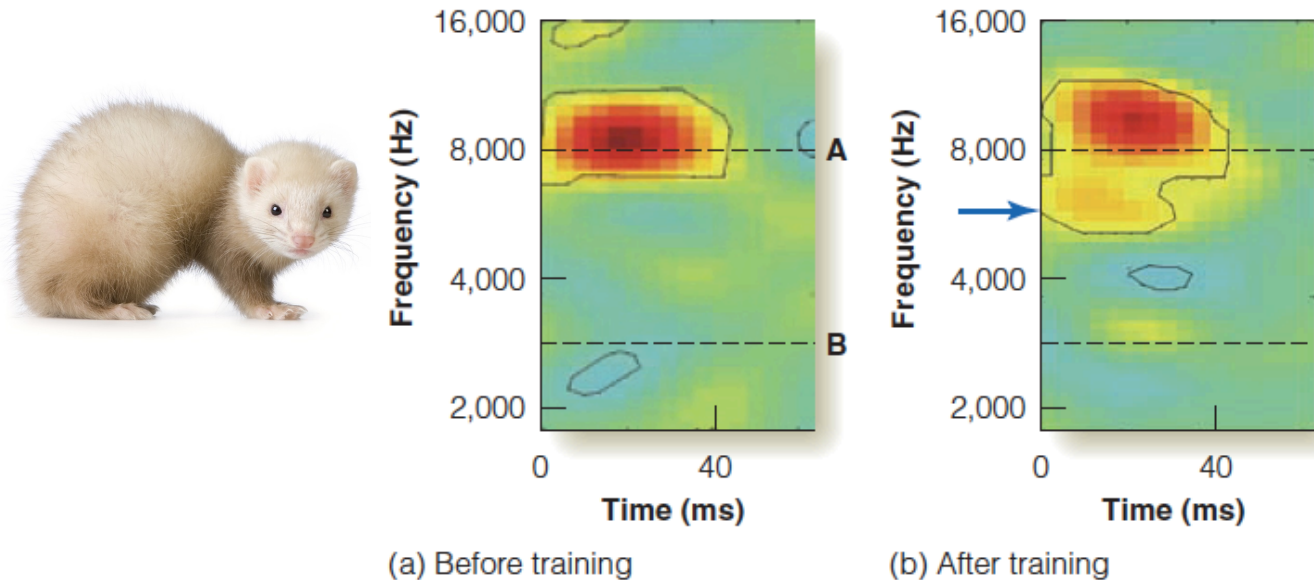 16,000
8,000
4,000
2,000
Frequency (Hz)
A
B
0
40
Time (ms)
(a) Before training
16,000
8,000
4,000
2,000
Frequency (Hz)
0
40
Time (ms)
(b) After training